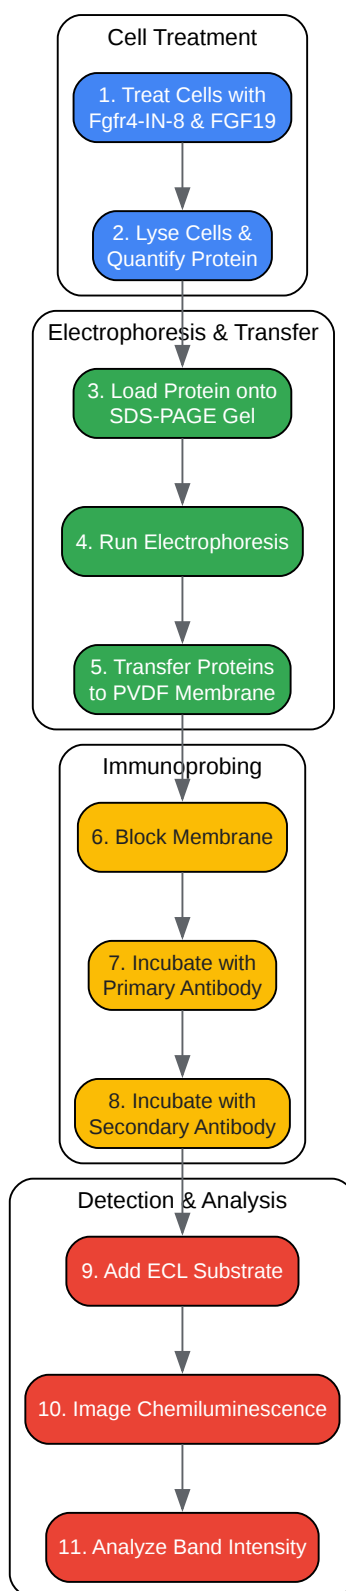 Cell Treatment
1. Treat Cells with
Fgfr4-IN-8 & FGF19
2. Lyse Cells &
Quantify Protein
Electrophoresis & Transfer
3. Load Protein onto
SDS-PAGE Gel
4. Run Electrophoresis
5. Transfer Proteins
to PVDF Membrane
Immunoprobing
6. Block Membrane
7. Incubate with
Primary Antibody
8. Incubate with
Secondary Antibody
Detection & Analysis
9. Add ECL Substrate
10. Image Chemiluminescence
11. Analyze Band Intensity